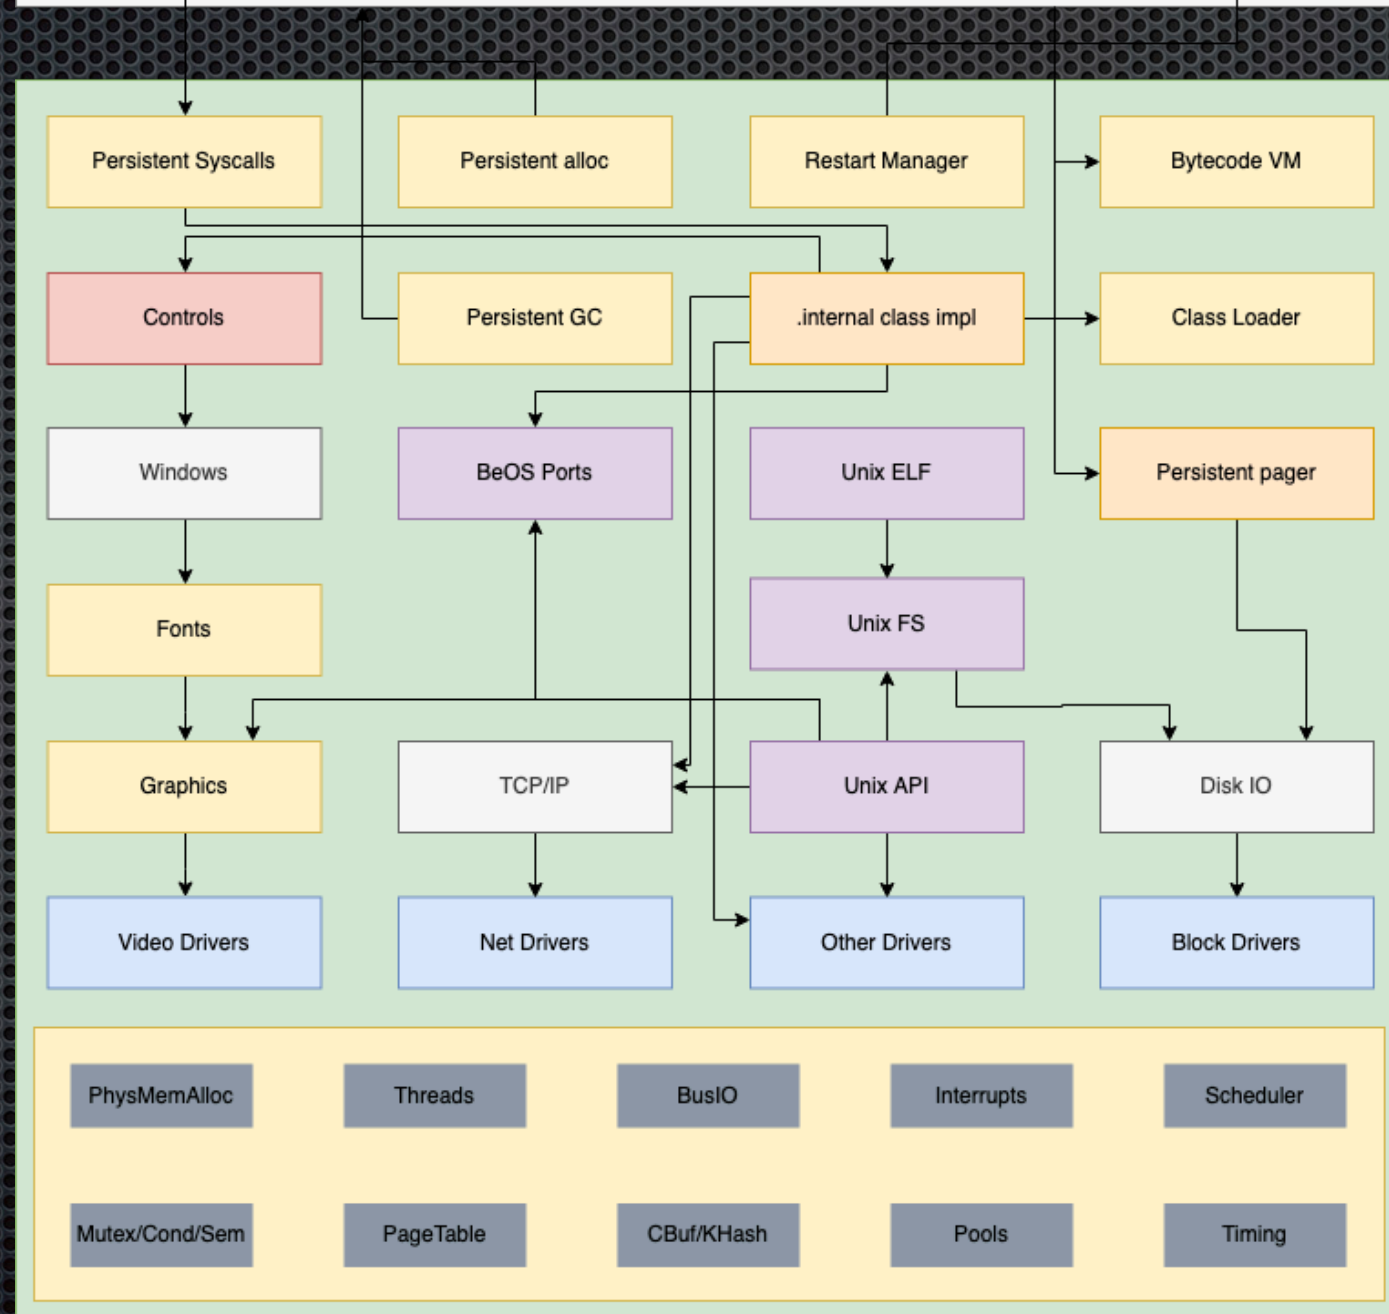 Persistent Syscalls
Persistent alloc
Restart Manager
Bytecode VM
Controls
Persistent GC
.internal class impl
Class Loader
Windows
BeOS Ports
Unix ELF
Persistent pager
Fonts
Unix FS
Graphics
TCP/IP
Unix API
Disk IO
Video Drivers
Net Drivers
Other Drivers
Block Drivers
PhysMemAlloc
Threads
BusIO
Interrupts
Scheduler
Mutex/Cond/Sem
PageTable
CBuf/KHash
Pools
Timing